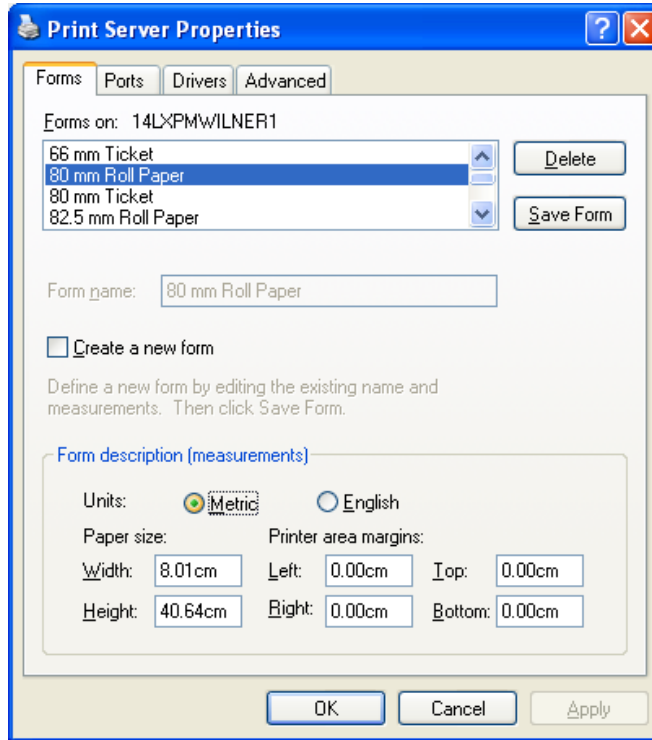 Print Server Properties
Forms Ports Drivers Advanced
Forms on: 14LXPMWILNER1
66 mm Ticket
80 mm Roll Paper
80 mm Ticket
82.5 mm Roll Paper
Delete
Save Form
Form name: 80 mm Roll Paper
Create a new form
Define a new form by editing the existing name and
measurements. Then click Save Form.
Form description (measurements)
Units: Metric English
Paper size: Printer area margins:
Width: 8.01cm Left: 0.00cm Top: 0.00cm
Height: 40.64cm Right: 0.00cm Bottom: 0.00cm
OK Cancel Apply